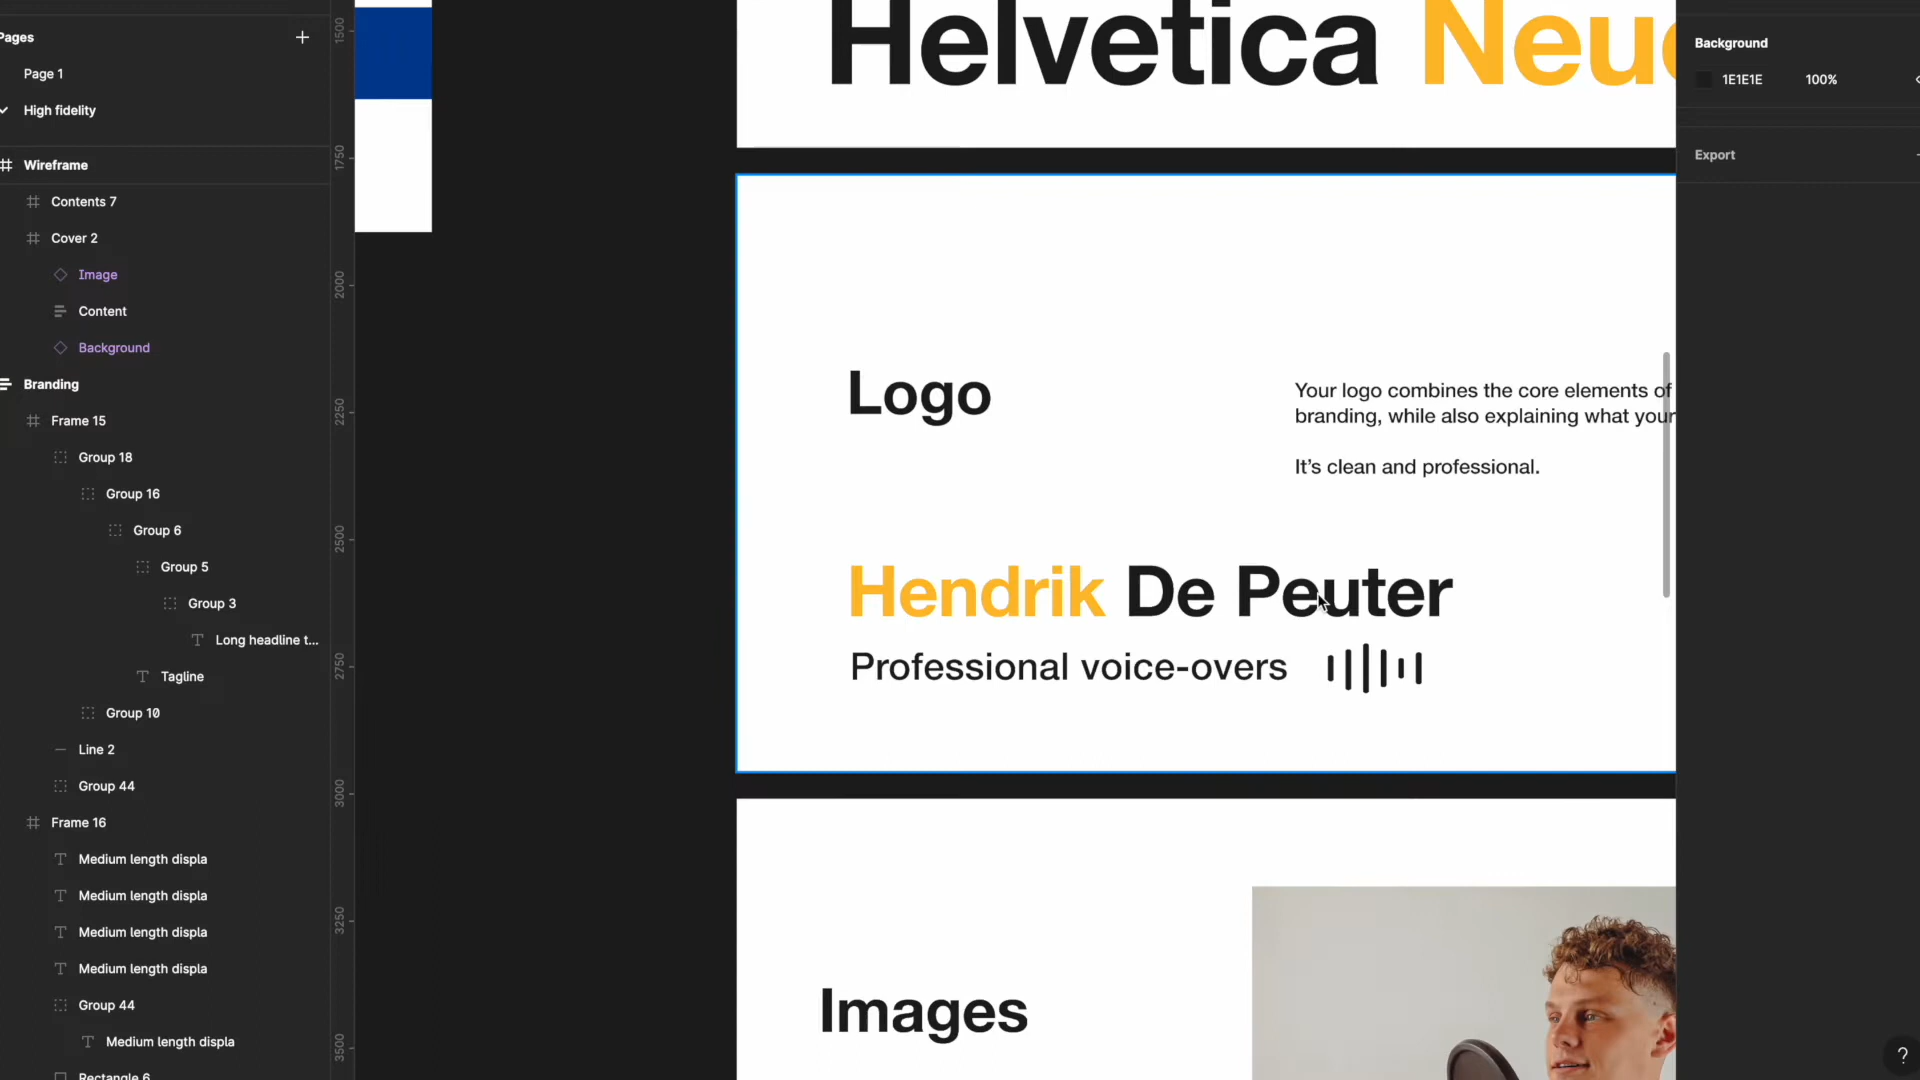 Pages
Page 1
High fidelity
Wireframe
Contents 7
Cover 2
Image
Content
Background
Branding
Frame 15
Group 18
Group 16
Group 6
Group 5
Group 3
Long headline t...
Tagline
Group 10
Line 2
Group 44
Frame 16
Medium length displa
Medium length displa
Medium length displa
Medium length displa
Group 44
Medium length displa
Rectangle 6
1500
1750
2000
2250
2500
2750
3000
3250
3500
Helvetica Neue
Logo
Your logo combines the core elements of
branding, while also explaining what your
It’s clean and professional.
Hendrik De Peuter
Professional voice-overs
Images
Background
1E1E1E 100%
Export
?